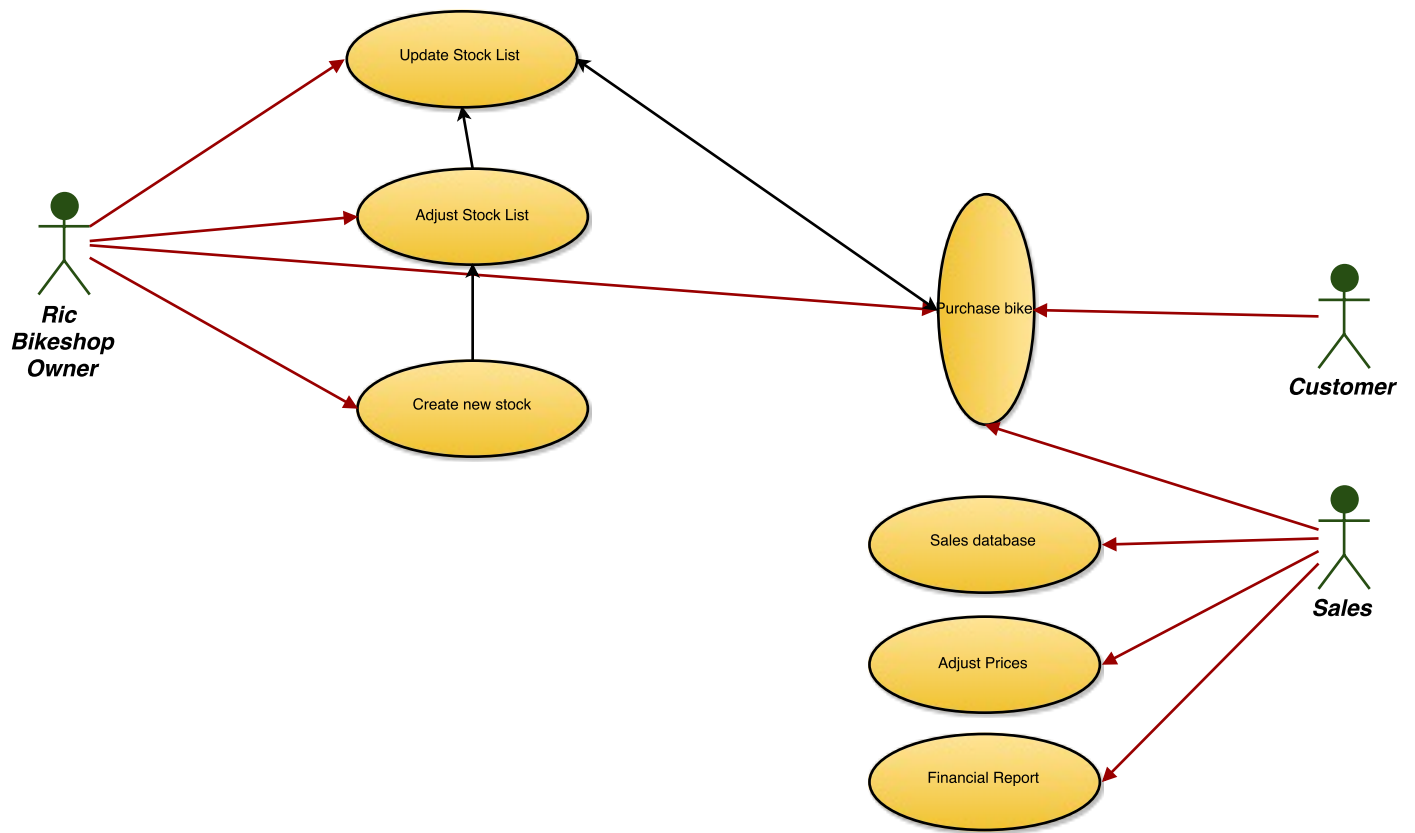 Update Stock List
Adjust Stock List
Create new stock
Ric
Bikeshop
Owner
Purchase bike
Customer
Sales database
Adjust Prices
Financial Report
Sales